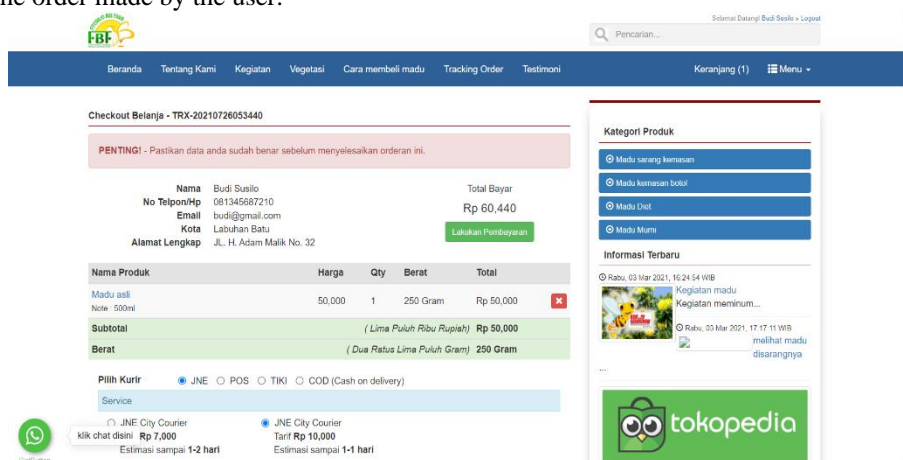 he order made by the user.
FBF
Selamat Datang! Budi Susilo » Logout
Pencarian...
Beranda Tentang Kami Kegiatan Vegetasi Cara membeli madu Tracking Order Testimoni Keranjang (1) Menu
Checkout Belanja - TRX-20210726053440
PENTING! - Pastikan data anda sudah benar sebelum menyelesaikan orderan ini.
Nama Budi Susilo
No Telpon/Hp 081345687210
Email budi@gmail.com
Kota Labuhan Batu
Alamat Lengkap JL. H. Adam Malik No. 32
Total Bayar
Rp 60,440
Lakukan Pembayaran
Nama Produk Harga Qty Berat Total
Madu asli 50,000 1 250 Gram Rp 50,000
Note : 500ml
Subtotal ( Lima Puluh Ribu Rupiah) Rp 50,000
Berat ( Dua Ratus Lima Puluh Gram) 250 Gram
Pilih Kurir JNE POS TIKI COD (Cash on delivery)
Service
JNE City Courier JNE City Courier
klik chat disini Rp 7,000 Tarif Rp 10,000
Estimasi sampai 1-2 hari Estimasi sampai 1-1 hari
Kategori Produk
Madu sarang kemasan
Madu kemasan botol
Madu Diet
Madu Murni
Informasi Terbaru
Rabu, 03 Mar 2021, 16:24:54 WIB
Kegiatan madu
Kegiatan meminum...
Rabu, 03 Mar 2021, 17:17:11 WIB
melihat madu
disarangnya
...
tokopedia